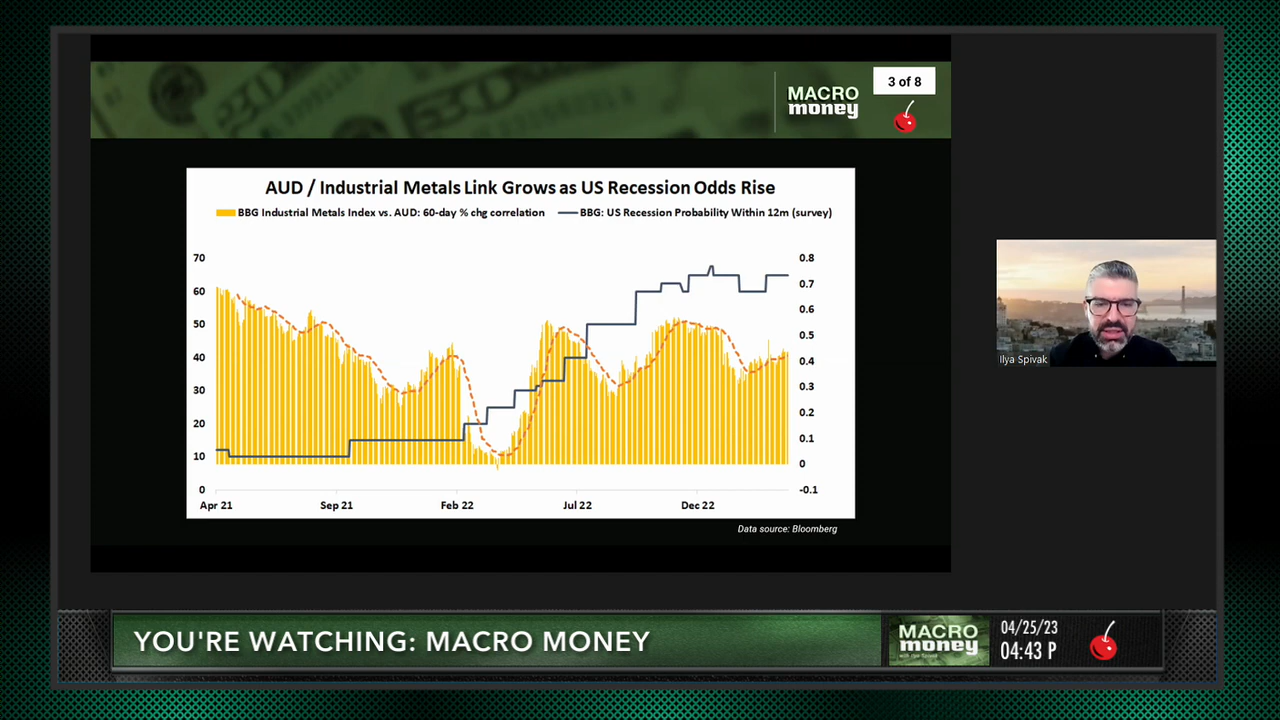 MACRO
money
3 of 8
AUD / Industrial Metals Link Grows as US Recession Odds Rise
BBG Industrial Metals Index vs. AUD: 60-day % chg correlation
BBG: US Recession Probability Within 12m (survey)
70
60
50
40
30
20
10
0
0.8
0.7
0.6
0.5
0.4
0.3
0.2
0.1
0
-0.1
Apr 21
Sep 21
Feb 22
Jul 22
Dec 22
Data source: Bloomberg
Ilya Spivak
YOU'RE WATCHING: MACRO MONEY
MACRO
money
with Ilya Spivak
04/25/23
04:43 P